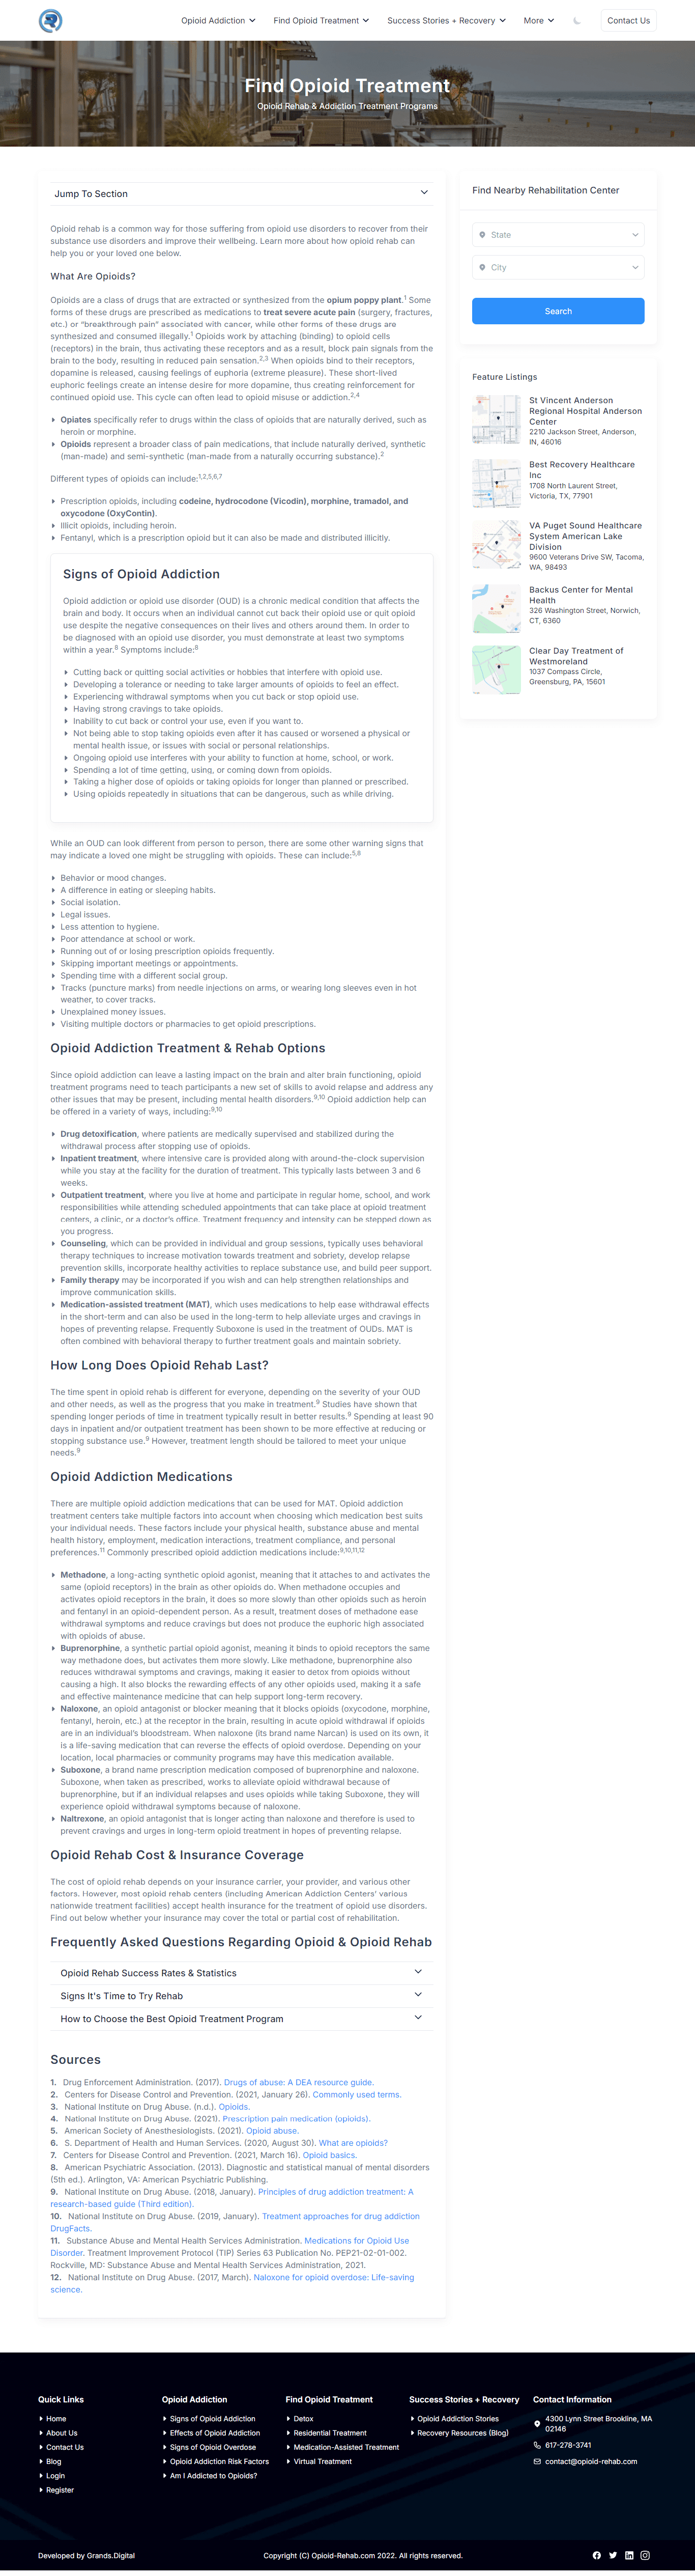 Opioid Addiction
Find Opioid Treatment
Success Stories + Recovery
More
Contact Us
Find Opioid Treatment
Opioid Rehab & Addiction Treatment Programs
Jump To Section
Opioid rehab is a common way for those suffering from opioid use disorders to recover from their
substance use disorders and improve their wellbeing. Learn more about how opioid rehab can
help you or your loved one below.
What Are Opioids?
Opioids are a class of drugs that are extracted or synthesized from the opium poppy plant.1 Some
forms of these drugs are prescribed as medications to treat severe acute pain (surgery, fractures,
etc.) or “breakthrough pain” associated with cancer, while other forms of these drugs are
synthesized and consumed illegally.1 Opioids work by attaching (binding) to opioid cells
(receptors) in the brain, thus activating these receptors and as a result, block pain signals from the
brain to the body, resulting in reduced pain sensation.2,3 When opioids bind to their receptors,
dopamine is released, causing feelings of euphoria (extreme pleasure). These short-lived
euphoric feelings create an intense desire for more dopamine, thus creating reinforcement for
continued opioid use. This cycle can often lead to opioid misuse or addiction.2,4
Opiates specifically refer to drugs within the class of opioids that are naturally derived, such as
heroin or morphine.
Opioids represent a broader class of pain medications, that include naturally derived, synthetic
(man-made) and semi-synthetic (man-made from a naturally occurring substance).2
Different types of opioids can include:1,2,5,6,7
Prescription opioids, including codeine, hydrocodone (Vicodin), morphine, tramadol, and
oxycodone (OxyContin).
Illicit opioids, including heroin.
Fentanyl, which is a prescription opioid but it can also be made and distributed illicitly.
Signs of Opioid Addiction
Opioid addiction or opioid use disorder (OUD) is a chronic medical condition that affects the
brain and body. It occurs when an individual cannot cut back their opioid use or quit opioid
use despite the negative consequences on their lives and others around them. In order to
be diagnosed with an opioid use disorder, you must demonstrate at least two symptoms
within a year.8 Symptoms include:8
Cutting back or quitting social activities or hobbies that interfere with opioid use.
Developing a tolerance or needing to take larger amounts of opioids to feel an effect.
Experiencing withdrawal symptoms when you cut back or stop opioid use.
Having strong cravings to take opioids.
Inability to cut back or control your use, even if you want to.
Not being able to stop taking opioids even after it has caused or worsened a physical or
mental health issue, or issues with social or personal relationships.
Ongoing opioid use interferes with your ability to function at home, school, or work.
Spending a lot of time getting, using, or coming down from opioids.
Taking a higher dose of opioids or taking opioids for longer than planned or prescribed.
Using opioids repeatedly in situations that can be dangerous, such as while driving.
While an OUD can look different from person to person, there are some other warning signs that
may indicate a loved one might be struggling with opioids. These can include:5,8
Behavior or mood changes.
A difference in eating or sleeping habits.
Social isolation.
Legal issues.
Less attention to hygiene.
Poor attendance at school or work.
Running out of or losing prescription opioids frequently.
Skipping important meetings or appointments.
Spending time with a different social group.
Tracks (puncture marks) from needle injections on arms, or wearing long sleeves even in hot
weather, to cover tracks.
Unexplained money issues.
Visiting multiple doctors or pharmacies to get opioid prescriptions.
Opioid Addiction Treatment & Rehab Options
Since opioid addiction can leave a lasting impact on the brain and alter brain functioning, opioid
treatment programs need to teach participants a new set of skills to avoid relapse and address any
other issues that may be present, including mental health disorders.9,10 Opioid addiction help can
be offered in a variety of ways, including:9,10
Drug detoxification, where patients are medically supervised and stabilized during the
withdrawal process after stopping use of opioids.
Inpatient treatment, where intensive care is provided along with around-the-clock supervision
while you stay at the facility for the duration of treatment. This typically lasts between 3 and 6
weeks.
Outpatient treatment, where you live at home and participate in regular home, school, and work
responsibilities while attending scheduled appointments that can take place at opioid treatment
centers, a clinic, or a doctor’s office. Treatment frequency and intensity can be stepped down as
you progress.
Counseling, which can be provided in individual and group sessions, typically uses behavioral
therapy techniques to increase motivation towards treatment and sobriety, develop relapse
prevention skills, incorporate healthy activities to replace substance use, and build peer support.
Family therapy may be incorporated if you wish and can help strengthen relationships and
improve communication skills.
Medication-assisted treatment (MAT), which uses medications to help ease withdrawal effects
in the short-term and can also be used in the long-term to help alleviate urges and cravings in
hopes of preventing relapse. Frequently Suboxone is used in the treatment of OUDs. MAT is
often combined with behavioral therapy to further treatment goals and maintain sobriety.
How Long Does Opioid Rehab Last?
The time spent in opioid rehab is different for everyone, depending on the severity of your OUD
and other needs, as well as the progress that you make in treatment.9 Studies have shown that
spending longer periods of time in treatment typically result in better results.9 Spending at least 90
days in inpatient and/or outpatient treatment has been shown to be more effective at reducing or
stopping substance use.9 However, treatment length should be tailored to meet your unique
needs.9
Opioid Addiction Medications
There are multiple opioid addiction medications that can be used for MAT. Opioid addiction
treatment centers take multiple factors into account when choosing which medication best suits
your individual needs. These factors include your physical health, substance abuse and mental
health history, employment, medication interactions, treatment compliance, and personal
preferences.11 Commonly prescribed opioid addiction medications include:9,10,11,12
Methadone, a long-acting synthetic opioid agonist, meaning that it attaches to and activates the
same (opioid receptors) in the brain as other opioids do. When methadone occupies and
activates opioid receptors in the brain, it does so more slowly than other opioids such as heroin
and fentanyl in an opioid-dependent person. As a result, treatment doses of methadone ease
withdrawal symptoms and reduce cravings but does not produce the euphoric high associated
with opioids of abuse.
Buprenorphine, a synthetic partial opioid agonist, meaning it binds to opioid receptors the same
way methadone does, but activates them more slowly. Like methadone, buprenorphine also
reduces withdrawal symptoms and cravings, making it easier to detox from opioids without
causing a high. It also blocks the rewarding effects of any other opioids used, making it a safe
and effective maintenance medicine that can help support long-term recovery.
Naloxone, an opioid antagonist or blocker meaning that it blocks opioids (oxycodone, morphine,
fentanyl, heroin, etc.) at the receptor in the brain, resulting in acute opioid withdrawal if opioids
are in an individual’s bloodstream. When naloxone (its brand name Narcan) is used on its own, it
is a life-saving medication that can reverse the effects of opioid overdose. Depending on your
location, local pharmacies or community programs may have this medication available.
Suboxone, a brand name prescription medication composed of buprenorphine and naloxone.
Suboxone, when taken as prescribed, works to alleviate opioid withdrawal because of
buprenorphine, but if an individual relapses and uses opioids while taking Suboxone, they will
experience opioid withdrawal symptoms because of naloxone.
Naltrexone, an opioid antagonist that is longer acting than naloxone and therefore is used to
prevent cravings and urges in long-term opioid treatment in hopes of preventing relapse.
Opioid Rehab Cost & Insurance Coverage
The cost of opioid rehab depends on your insurance carrier, your provider, and various other
factors. However, most opioid rehab centers (including American Addiction Centers’ various
nationwide treatment facilities) accept health insurance for the treatment of opioid use disorders.
Find out below whether your insurance may cover the total or partial cost of rehabilitation.
Frequently Asked Questions Regarding Opioid & Opioid Rehab
Opioid Rehab Success Rates & Statistics
Signs It's Time to Try Rehab
How to Choose the Best Opioid Treatment Program
Sources
1. Drug Enforcement Administration. (2017). Drugs of abuse: A DEA resource guide.
2. Centers for Disease Control and Prevention. (2021, January 26). Commonly used terms.
3. National Institute on Drug Abuse. (n.d.). Opioids.
4. National Institute on Drug Abuse. (2021). Prescription pain medication (opioids).
5. American Society of Anesthesiologists. (2021). Opioid abuse.
6. S. Department of Health and Human Services. (2020, August 30). What are opioids?
7. Centers for Disease Control and Prevention. (2021, March 16). Opioid basics.
8. American Psychiatric Association. (2013). Diagnostic and statistical manual of mental disorders
(5th ed.). Arlington, VA: American Psychiatric Publishing.
9. National Institute on Drug Abuse. (2018, January). Principles of drug addiction treatment: A
research-based guide (Third edition).
10. National Institute on Drug Abuse. (2019, January). Treatment approaches for drug addiction
DrugFacts.
11. Substance Abuse and Mental Health Services Administration. Medications for Opioid Use
Disorder. Treatment Improvement Protocol (TIP) Series 63 Publication No. PEP21-02-01-002.
Rockville, MD: Substance Abuse and Mental Health Services Administration, 2021.
12. National Institute on Drug Abuse. (2017, March). Naloxone for opioid overdose: Life-saving
science.
Find Nearby Rehabilitation Center
State
City
Search
Feature Listings
St Vincent Anderson
Regional Hospital Anderson
Center
2210 Jackson Street, Anderson,
IN, 46016
Best Recovery Healthcare
Inc
1708 North Laurent Street,
Victoria, TX, 77901
VA Puget Sound Healthcare
System American Lake
Division
9600 Veterans Drive SW, Tacoma,
WA, 98493
Backus Center for Mental
Health
326 Washington Street, Norwich,
CT, 6360
Clear Day Treatment of
Westmoreland
1037 Compass Circle,
Greensburg, PA, 15601
Quick Links
Home
About Us
Contact Us
Blog
Login
Register
Opioid Addiction
Signs of Opioid Addiction
Effects of Opioid Addiction
Signs of Opioid Overdose
Opioid Addiction Risk Factors
Am I Addicted to Opioids?
Find Opioid Treatment
Detox
Residential Treatment
Medication-Assisted Treatment
Virtual Treatment
Success Stories + Recovery
Opioid Addiction Stories
Recovery Resources (Blog)
Contact Information
4300 Lynn Street Brookline, MA
02146
617-278-3741
contact@opioid-rehab.com
Developed by Grands.Digital
Copyright (C) Opioid-Rehab.com 2022. All rights reserved.